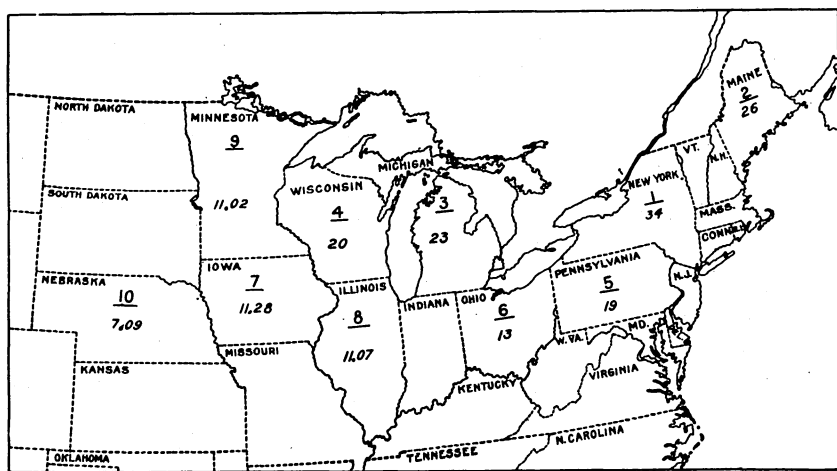 NORTH DAKOTA
MINNESOTA
9
11.02
SOUTH DAKOTA
NEBRASKA
10
7.09
IOWA
7
11.28
KANSAS
MISSOURI
OKLAHOMA
WISCONSIN
4
20
MICHIGAN
3
23
ILLINOIS
8
11.07
INDIANA
OHIO
6
13
KENTUCKY
TENNESSEE
W. VA.
VIRGINIA
N. CAROLINA
MD.
PENNSYLVANIA
5
19
N.J.
NEW YORK
1
34
VT.
N.H.
MASS.
CONN.
MAINE
2
26